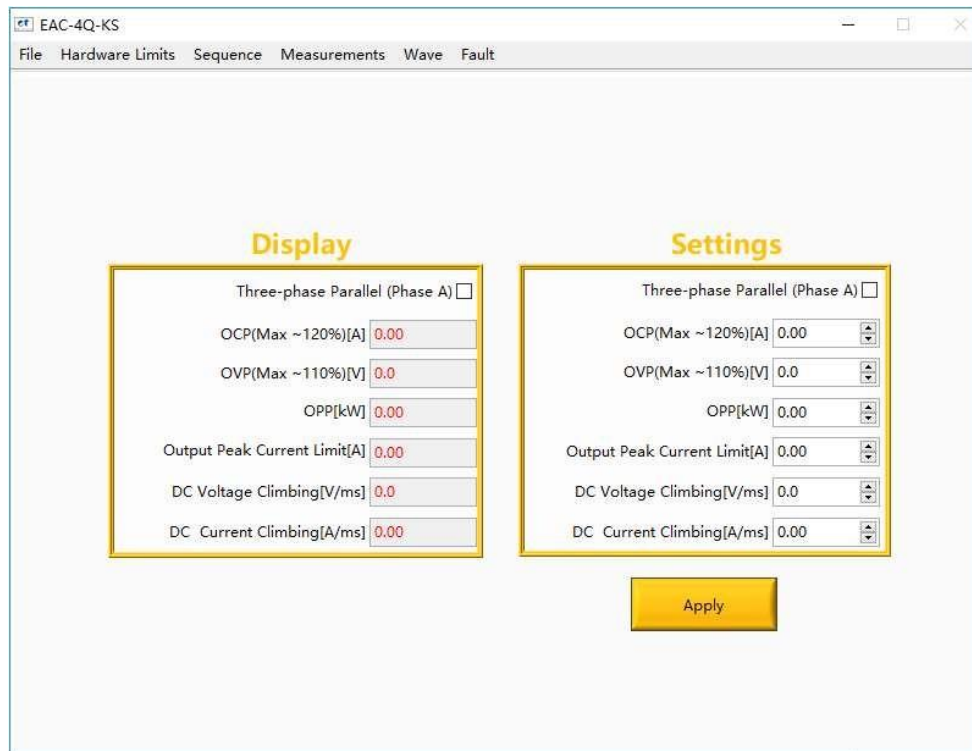 EAC-4Q-KS
File Hardware Limits Sequence Measurements Wave Fault
Display
Three-phase Parallel (Phase A)
OCP(Max ~120%)[A] 0.00
OVP(Max ~110%)[V] 0.0
OPP[kW] 0.00
Output Peak Current Limit[A] 0.00
DC Voltage Climbing[V/ms] 0.0
DC Current Climbing[A/ms] 0.00
Settings
Three-phase Parallel (Phase A)
OCP(Max ~120%)[A] 0.00
OVP(Max ~110%)[V] 0.0
OPP[kW] 0.00
Output Peak Current Limit[A] 0.00
DC Voltage Climbing[V/ms] 0.0
DC Current Climbing[A/ms] 0.00
Apply